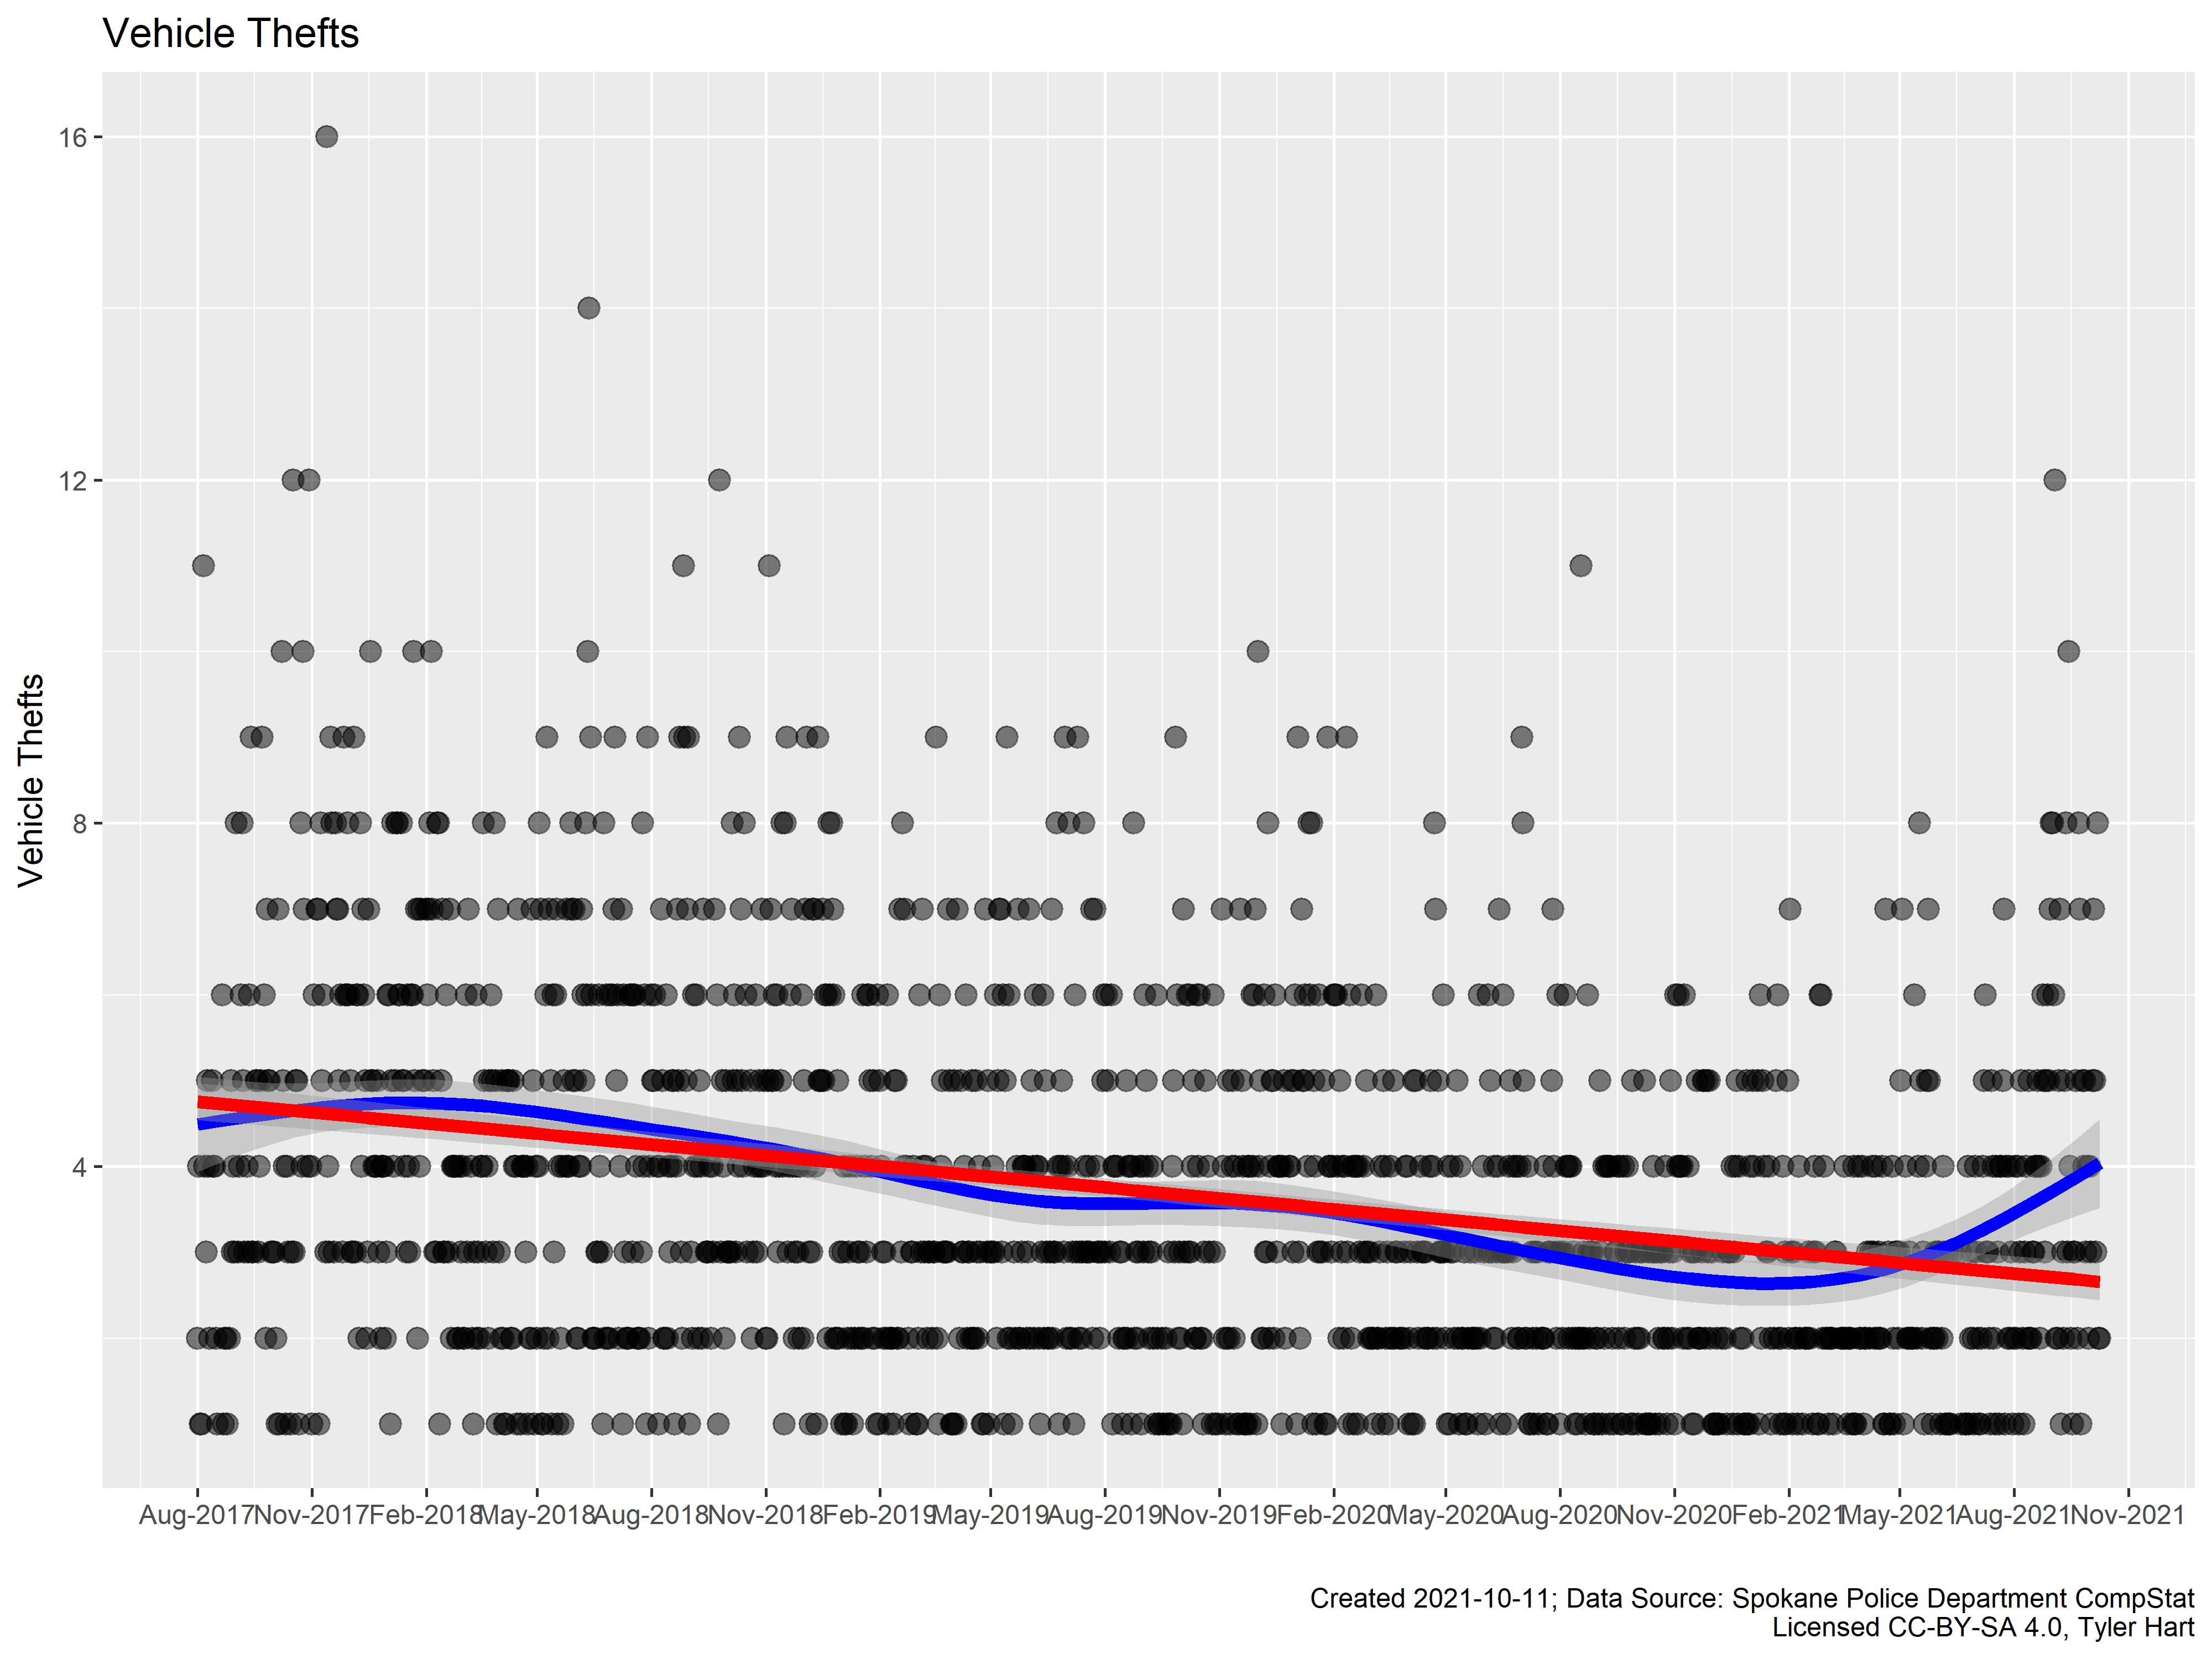 Vehicle Thefts
16
12
8
4
Vehicle Thefts
Aug-2017 Nov-2017 Feb-2018 May-2018 Aug-2018 Nov-2018 Feb-2019 May-2019 Aug-2019 Nov-2019 Feb-2020 May-2020 Aug-2020 Nov-2020 Feb-2021 May-2021 Aug-2021 Nov-2021
Created 2021-10-11; Data Source: Spokane Police Department CompStat
Licensed CC-BY-SA 4.0, Tyler Hart